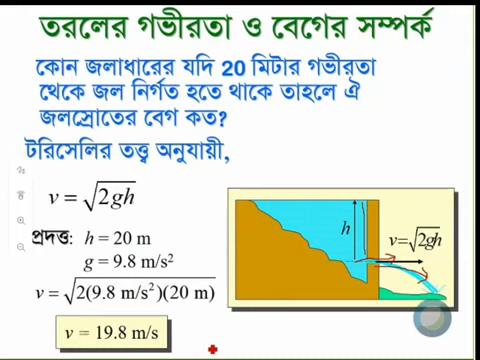 তরলের গভীরতা ও বেগের সম্পর্ক
কোন জলাধারের যদি 20 মিটার গভীরতা
থেকে জল নির্গত হতে থাকে তাহলে ঐ
জলস্রোতের বেগ কত?
টরিসেলির তত্ত্ব অনুযায়ী,
v = √2gh
প্রদত্ত: h = 20 m
g = 9.8 m/s²
v = √2(9.8 m/s²)(20 m)
v = 19.8 m/s
h
v = √2gh